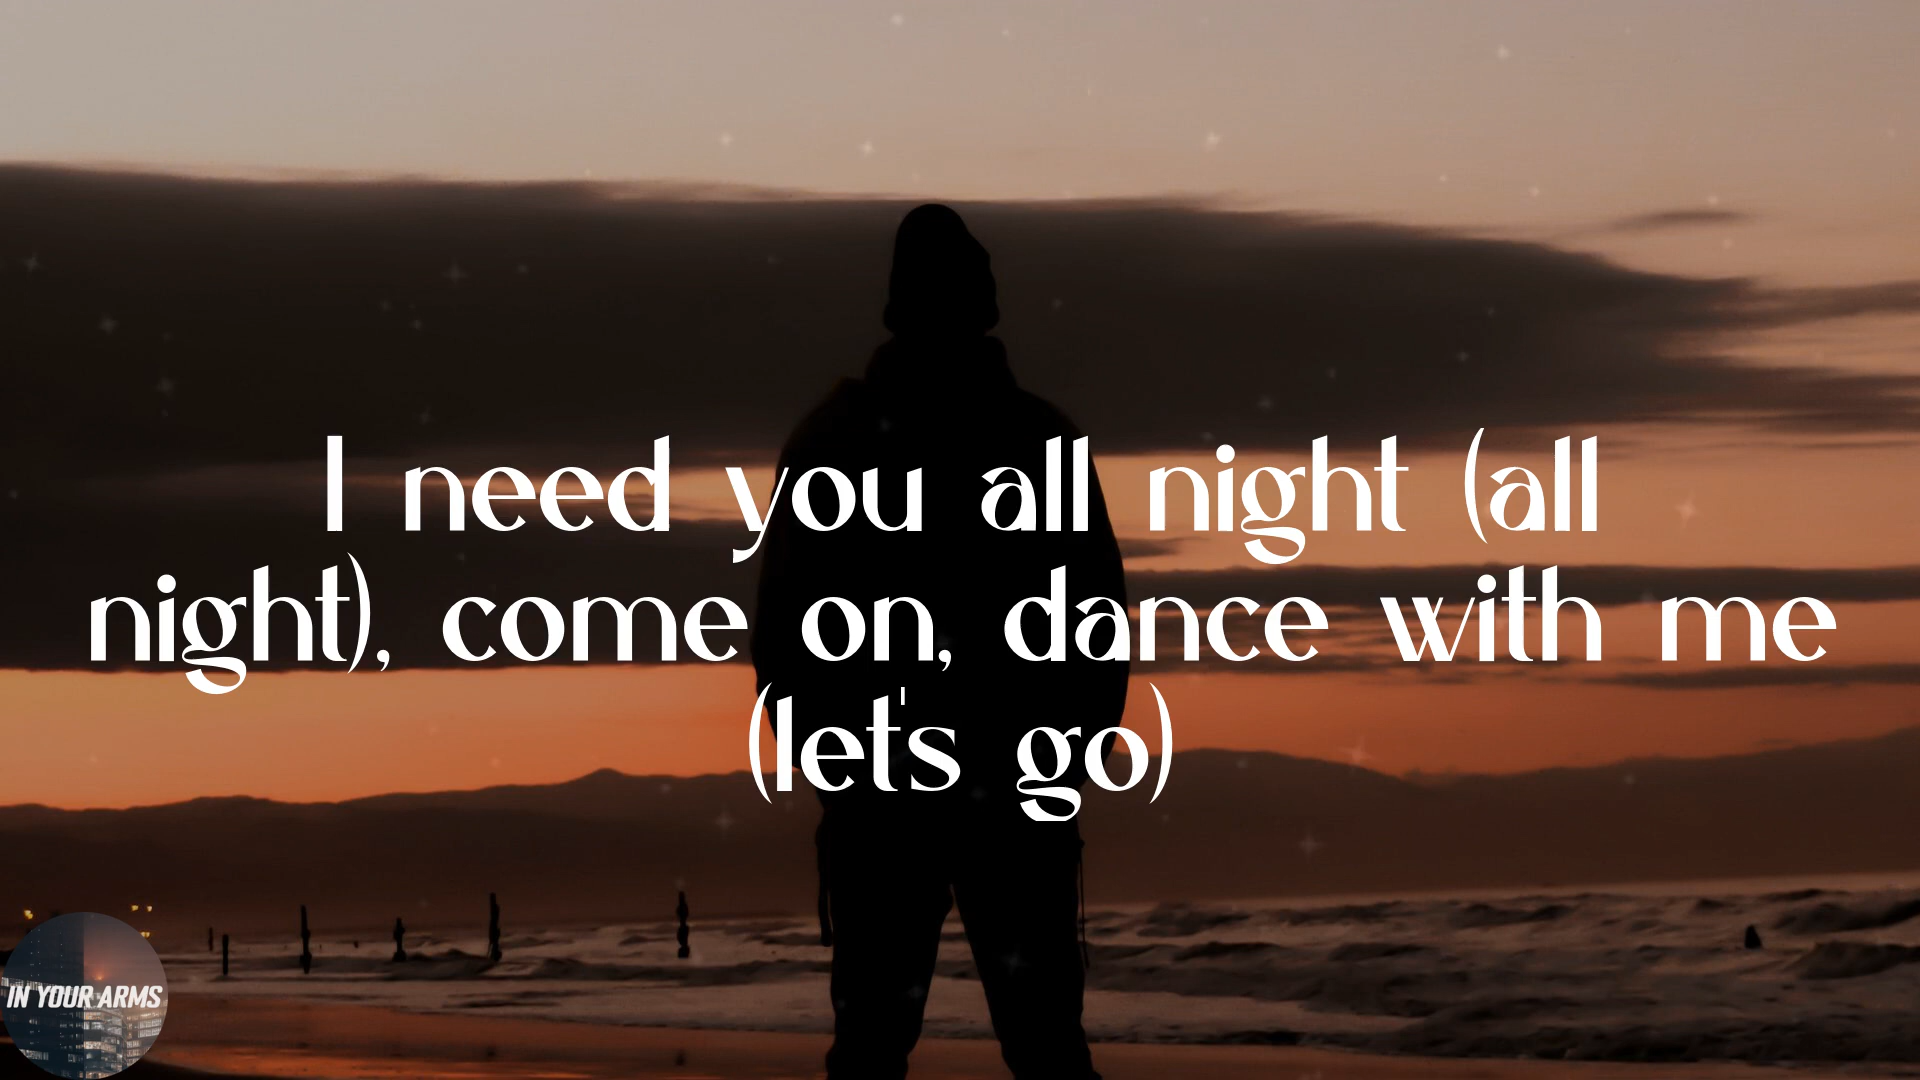 I need you all night (all
night), come on, dance with me
(let's go)
IN YOUR ARMS